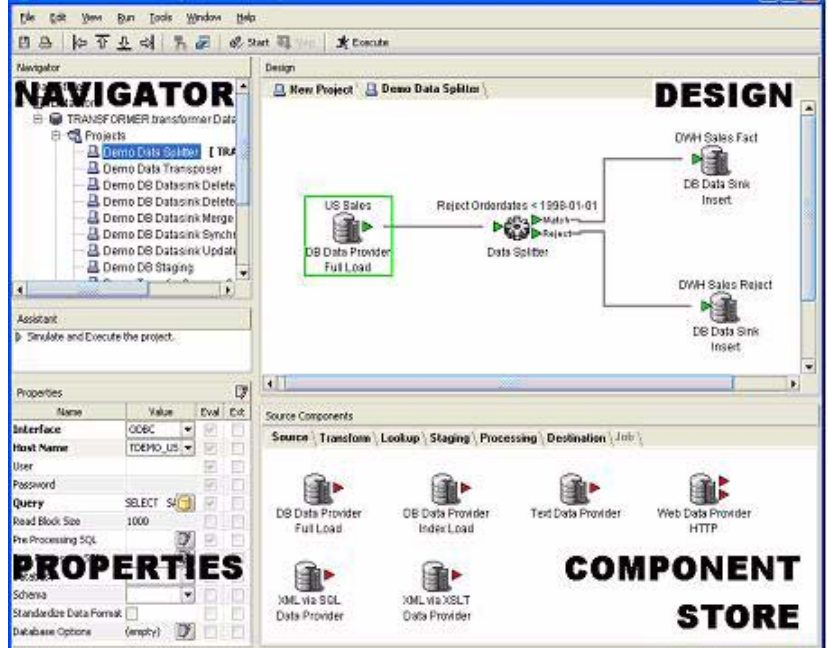 File Edit View Run Tools Window Help
Start Step Execute
Navigator
NAVIGATOR
TRANSFORMER.transformer.Data
Projects
Demo Data Splitter [ TRA
Demo Data Transposer
Demo DB Datasink Delete
Demo DB Datasink Delete
Demo DB Datasink Merge
Demo DB Datasink Synchr
Demo DB Datasink Update
Demo DB Staging
Assistant
Simulate and Execute the project.
Properties
Name Value Eval Ext
Interface ODBC
Host Name TDEMO_US
User
Password
Query SELECT SA
Read Block Size 1000
Pre Processing SQL
PROPERTIES
Schema
Standardize Data Format
Database Options (empty)
Design
New Project Demo Data Splitter
DESIGN
DWH Sales Fact
DB Data Sink
Insert
US Sales
DB Data Provider
Full Load
Reject Orderdates < 1998-01-01
Match
Reject
Data Splitter
DWH Sales Reject
DB Data Sink
Insert
Source Components
Source Transform Lookup Staging Processing Destination Job
DB Data Provider
Full Load
DB Data Provider
Index Load
Text Data Provider
Web Data Provider
HTTP
XML via SQL
Data Provider
XML via XSLT
Data Provider
COMPONENT
STORE